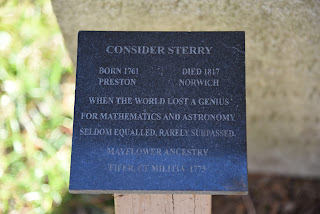 CONSIDER STERRY
BORN 1761 DIED 1817
PRESTON NORWICH
WHEN THE WORLD LOST A GENIUS
FOR MATHEMATICS AND ASTRONOMY
SELDOM EQUALLED, RARELY SURPASSED.
MAYFLOWER ANCESTRY
FIFER OF MILITIA 1775